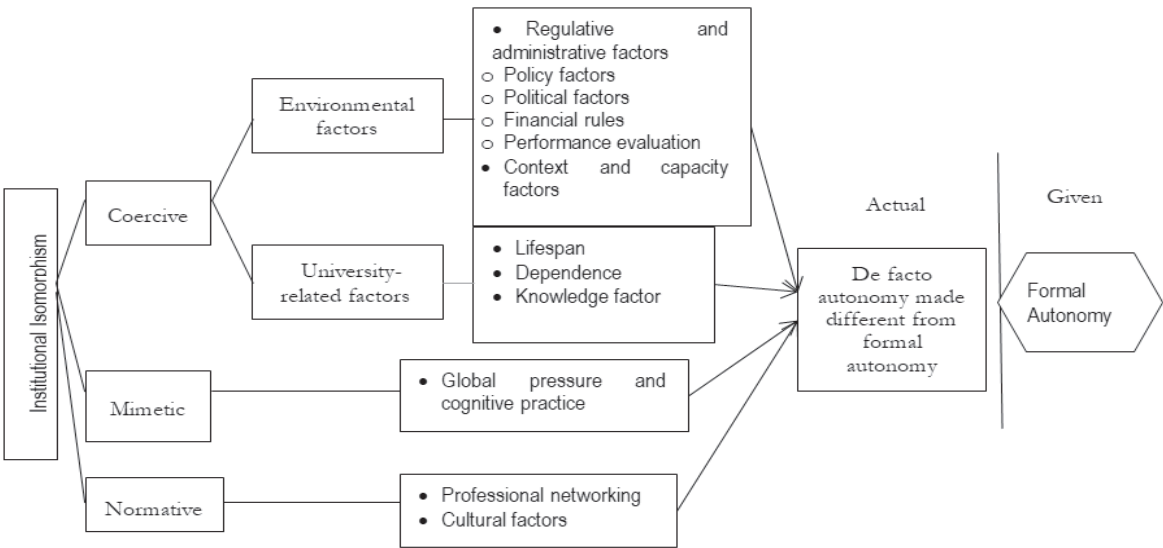 Institutional Isomorphism
Coercive
Environmental
factors
• Regulative and
administrative factors
o Policy factors
o Political factors
o Financial rules
o Performance evaluation
• Context and capacity
factors
University-
related factors
• Lifespan
• Dependence
• Knowledge factor
Mimetic
• Global pressure and
cognitive practice
Normative
• Professional networking
• Cultural factors
Actual
De facto
autonomy made
different from
formal
autonomy
Given
Formal
Autonomy